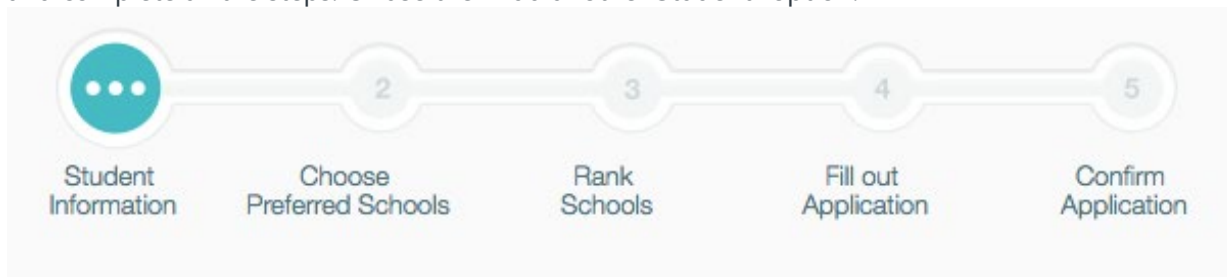 2
3
4
5
Student
Information
Choose
Preferred Schools
Rank
Schools
Fill out
Application
Confirm
Application